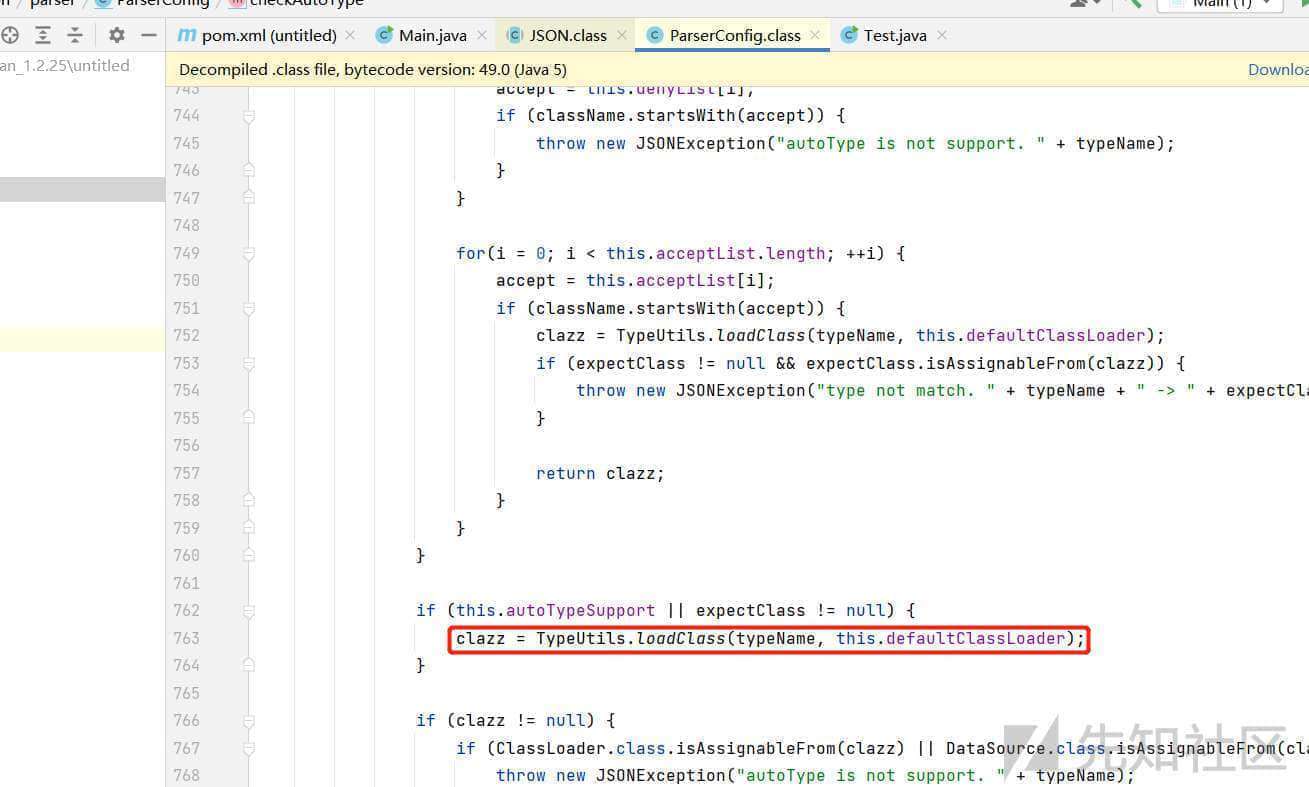 parser ParserConfig checkAutoType Main (1)
pom.xml (untitled) Main.java JSON.class ParserConfig.class Test.java
an_1.2.25\untitled
Decompiled .class file, bytecode version: 49.0 (Java 5) Downloa
743 accept = this.denyList[i];
744 if (className.startsWith(accept)) {
745 throw new JSONException("autoType is not support. " + typeName);
746 }
747 }
748
749 for(i = 0; i < this.acceptList.length; ++i) {
750 accept = this.acceptList[i];
751 if (className.startsWith(accept)) {
752 clazz = TypeUtils.loadClass(typeName, this.defaultClassLoader);
753 if (expectClass != null && expectClass.isAssignableFrom(clazz)) {
754 throw new JSONException("type not match. " + typeName + " -> " + expectCla
755 }
756
757 return clazz;
758 }
759 }
760 }
761
762 if (this.autoTypeSupport || expectClass != null) {
763 clazz = TypeUtils.loadClass(typeName, this.defaultClassLoader);
764 }
765
766 if (clazz != null) {
767 if (ClassLoader.class.isAssignableFrom(clazz) || DataSource.class.isAssignableFrom(cla
768 throw new JSONException("autoType is not support. " + typeName);
先知社区